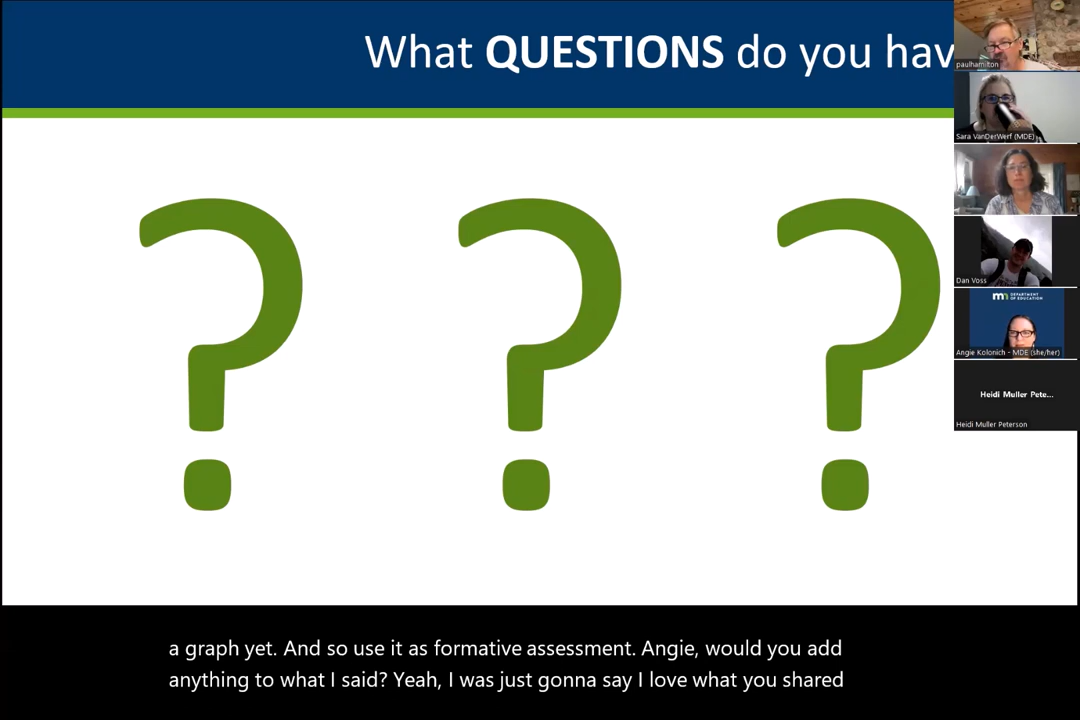 What QUESTIONS do you hav
? ? ?
paulhamilton
Sara VanDerWerf (MDE)
Dan Voss
mn DEPARTMENT
OF EDUCATION
Angie Kolonich - MDE (she/her)
Heidi Muller Pete...
Heidi Muller Peterson
a graph yet. And so use it as formative assessment. Angie, would you add
anything to what I said? Yeah, I was just gonna say I love what you shared